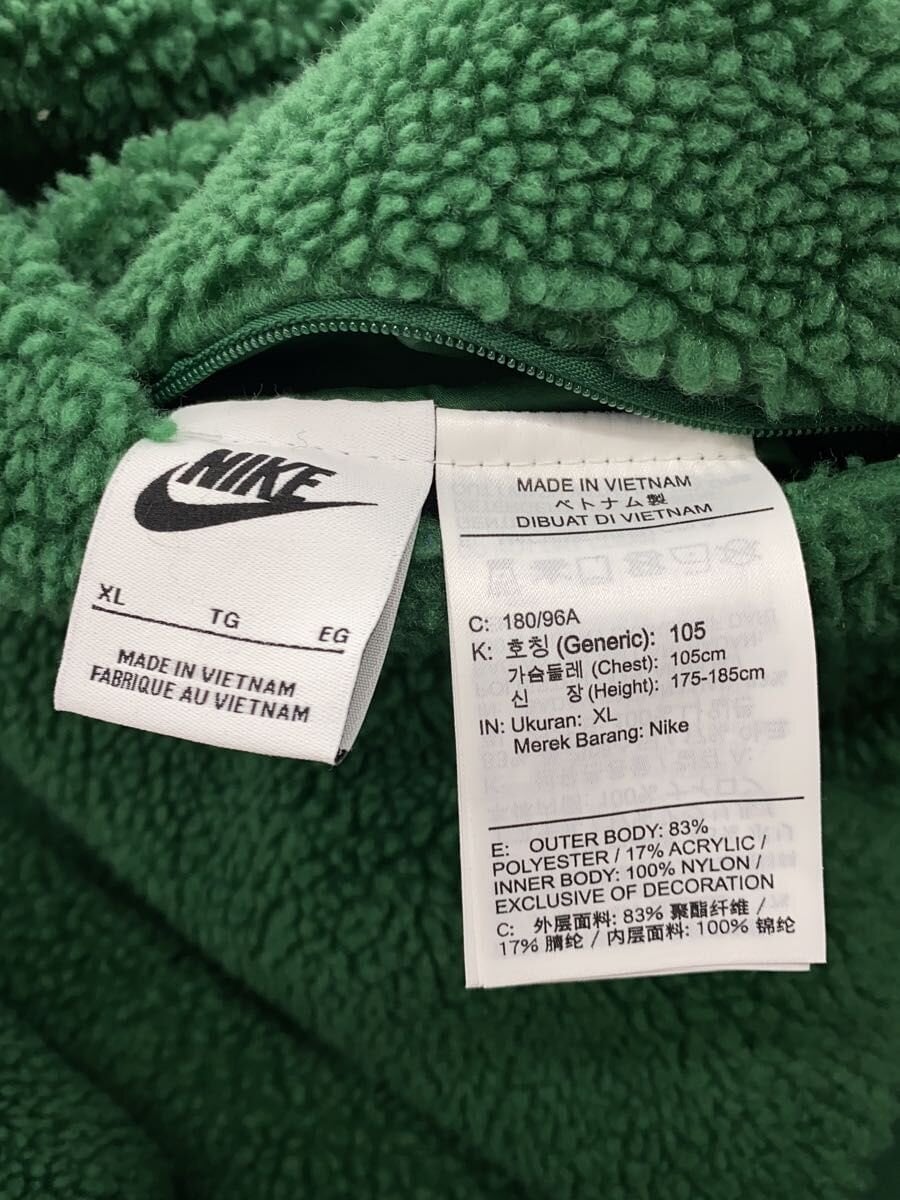 NIKE
XL TG EG
MADE IN VIETNAM
FABRIQUE AU VIETNAM
MADE IN VIETNAM
ベトナム製
DIBUAT DI VIETNAM
C: 180/96A
K: 호칭 (Generic): 105
가슴둘레 (Chest): 105cm
신 장 (Height): 175-185cm
IN: Ukuran: XL
Merek Barang: Nike
E: OUTER BODY: 83%
POLYESTER / 17% ACRYLIC /
INNER BODY: 100% NYLON /
EXCLUSIVE OF DECORATION
C: 外层面料: 83% 聚酯纤维 /
17% 腈纶 / 内层面料: 100% 锦纶